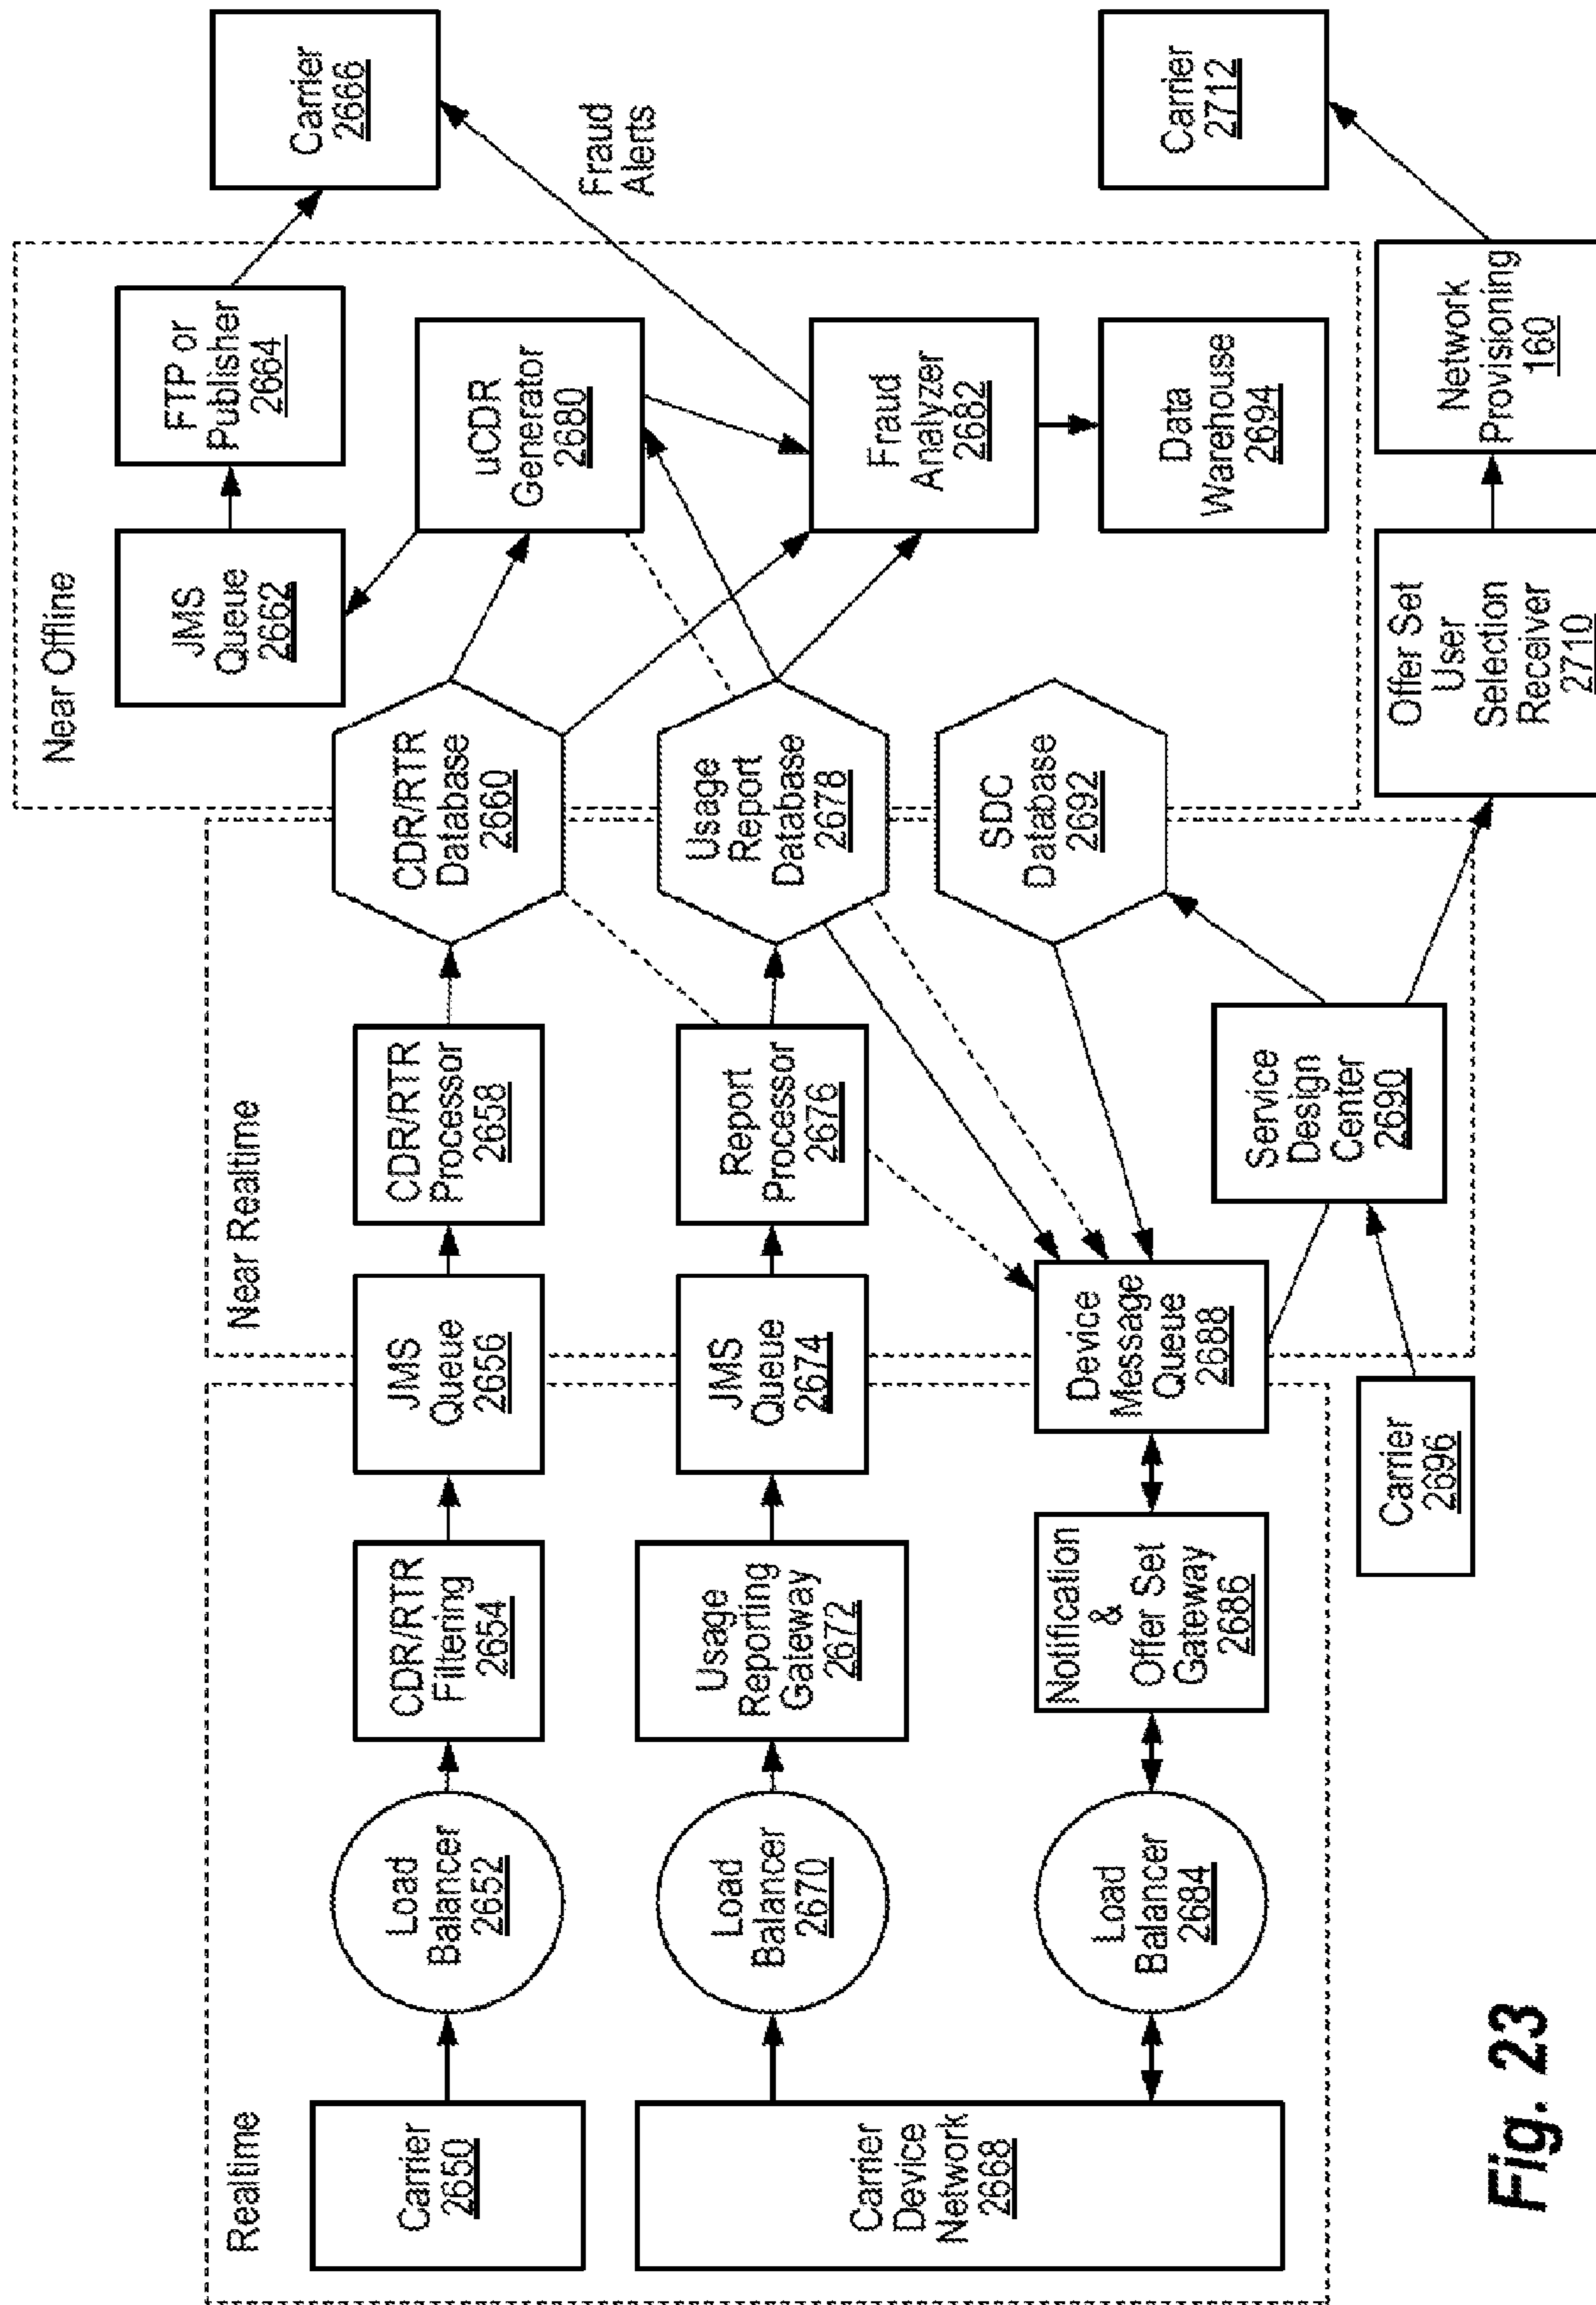 Realtime
Near Realtime
Near Offline
Carrier
2650
Load
Balancer
2652
CDR/RTR
Filtering
2654
JMS
Queue
2656
CDR/RTR
Processor
2658
CDR/RTR
Database
2660
JMS
Queue
2662
FTP or
Publisher
2664
Carrier
2666
uCDR
Generator
2680
Fraud
Alerts
Carrier
Device
Network
2668
Load
Balancer
2670
Usage
Reporting
Gateway
2672
JMS
Queue
2674
Report
Processor
2676
Usage
Report
Database
2678
Fraud
Analyzer
2682
Load
Balancer
2684
Notification
&
Offer Set
Gateway
2686
Device
Message
Queue
2688
SDC
Database
2692
Data
Warehouse
2694
Carrier
2696
Service
Design
Center
2690
Offer Set
User
Selection
Receiver
2710
Network
Provisioning
160
Carrier
2712
Fig. 23